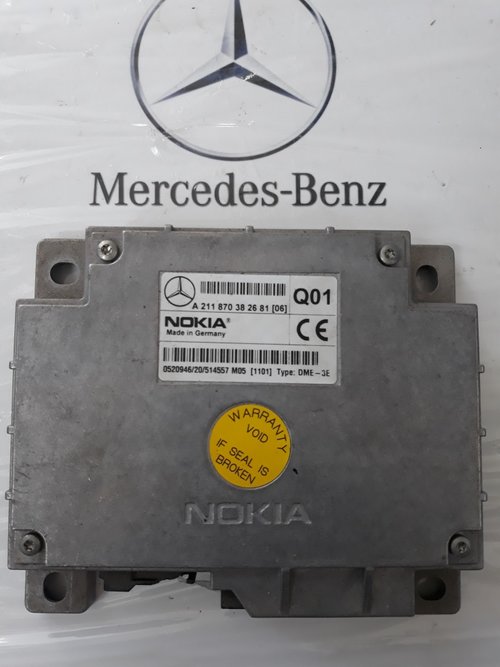 Mercedes-Benz
A 211 870 38 26 81 [06]
Q01
NOKIA®
Made in Germany
CE
0520946/20/514557 M05 [1101] Type: DME-3E
WARRANTY
VOID
IF SEAL IS
BROKEN
NOKIA